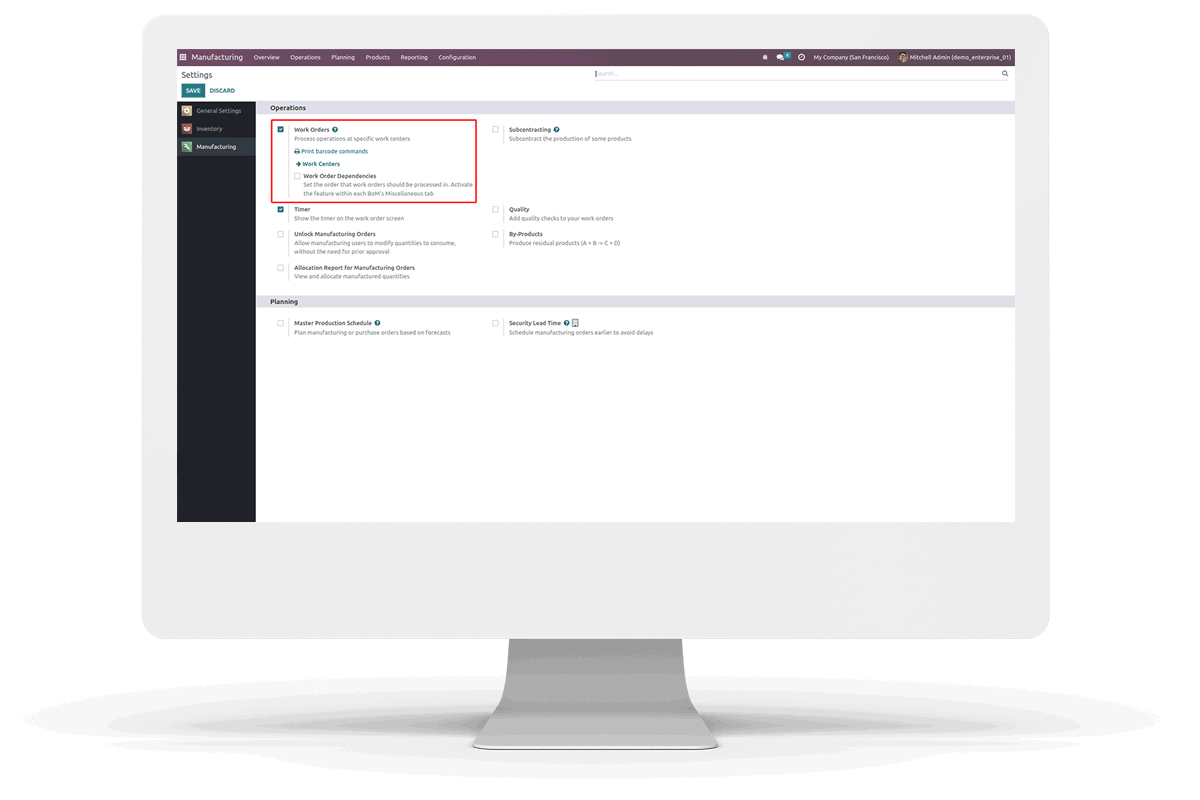 Manufacturing Overview Operations Planning Products Reporting Configuration My Company (San Francisco) Mitchell Admin (demo_enterprise_01)
Settings
Search...
SAVE DISCARD
General Settings
Inventory
Manufacturing
Operations
Work Orders
Process operations at specific work centers
Print barcode commands
Work Centers
Work Order Dependencies
Set the order that work orders should be processed in. Activate
the feature within each BoM's Miscellaneous tab
Subcontracting
Subcontract the production of some products
Timer
Show the timer on the work order screen
Quality
Add quality checks to your work orders
Unlock Manufacturing Orders
Allow manufacturing users to modify quantities to consume,
without the need for prior approval
By-Products
Produce residual products (A + B -> C + D)
Allocation Report for Manufacturing Orders
View and allocate manufactured quantities
Planning
Master Production Schedule
Plan manufacturing or purchase orders based on forecasts
Security Lead Time
Schedule manufacturing orders earlier to avoid delays